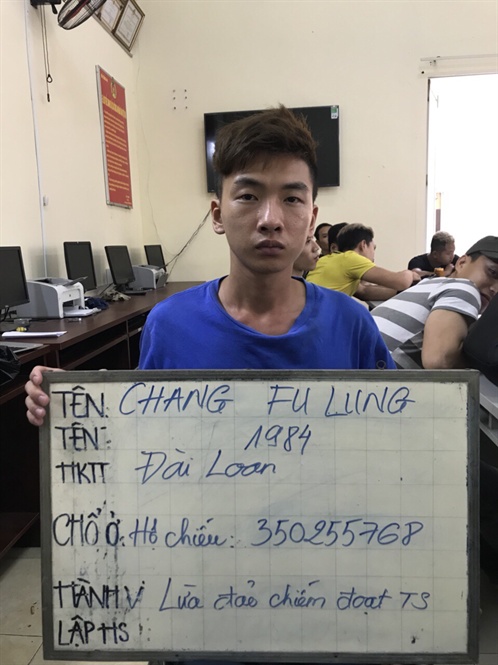 TÊN: CHANG FU LUNG
TÊN: 1984
HKTT Đài Loan
CHỖ Ở: Hộ chiếu: 350255768
HÀNH VI Lừa đảo chiếm đoạt TS
LẬP HS